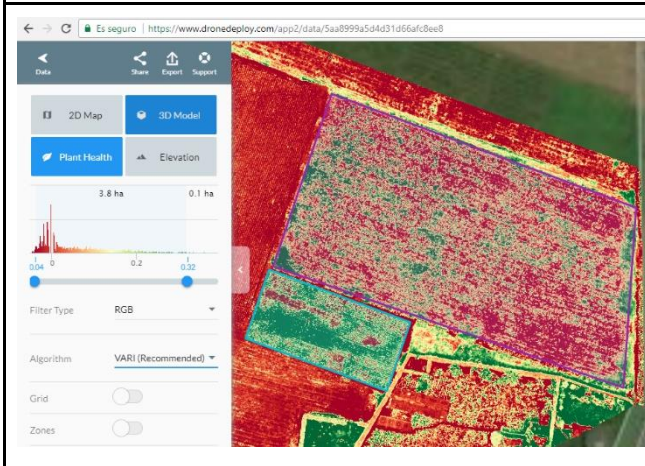 Es seguro | https://www.dronedeploy.com/app2/data/5aa8999a5d4d31d66afc8ee8
Data Share Export Support
2D Map 3D Model
Plant Health Elevation
3.8 ha 0.1 ha
0.04 0 0.2 0.32
Filter Type RGB
Algorithm VARI (Recommended)
Grid
Zones